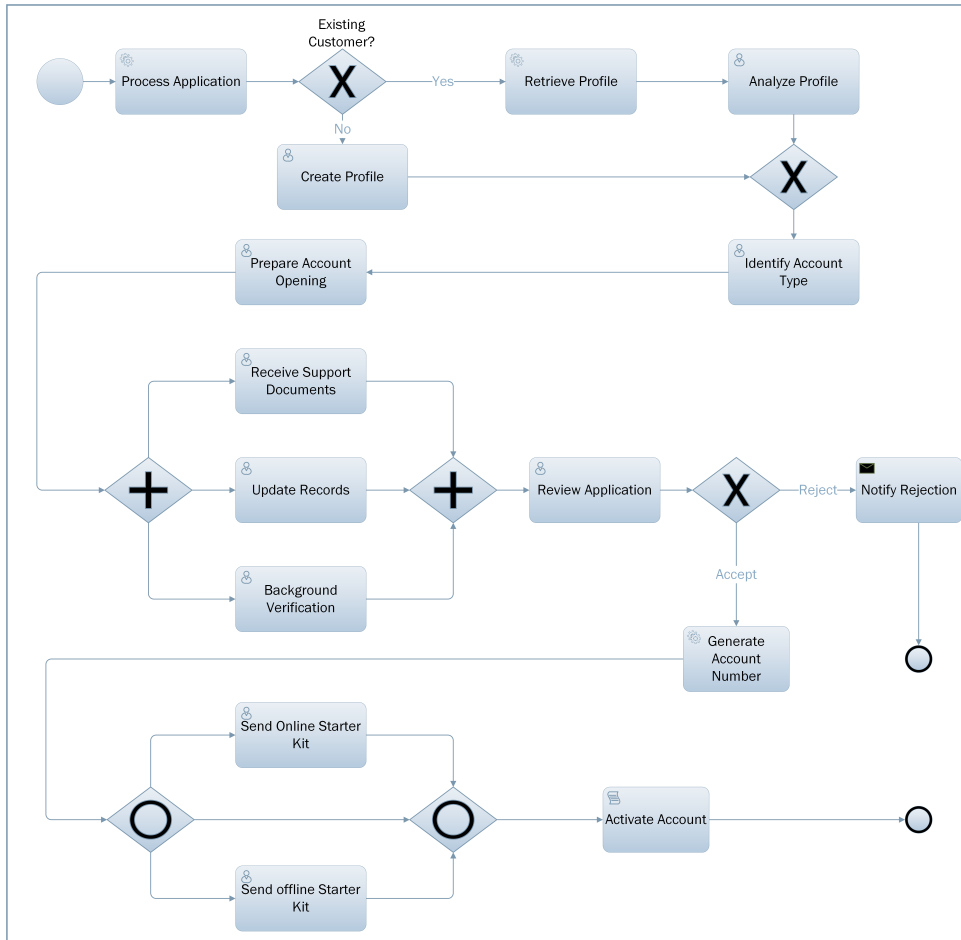 Existing
Customer?
Process Application
Yes
Retrieve Profile
Analyze Profile
No
Create Profile
Prepare Account
Opening
Identify Account
Type
Receive Support
Documents
Update Records
Review Application
Reject
Notify Rejection
Background
Verification
Accept
Generate
Account
Number
Send Online Starter
Kit
Activate Account
Send offline Starter
Kit